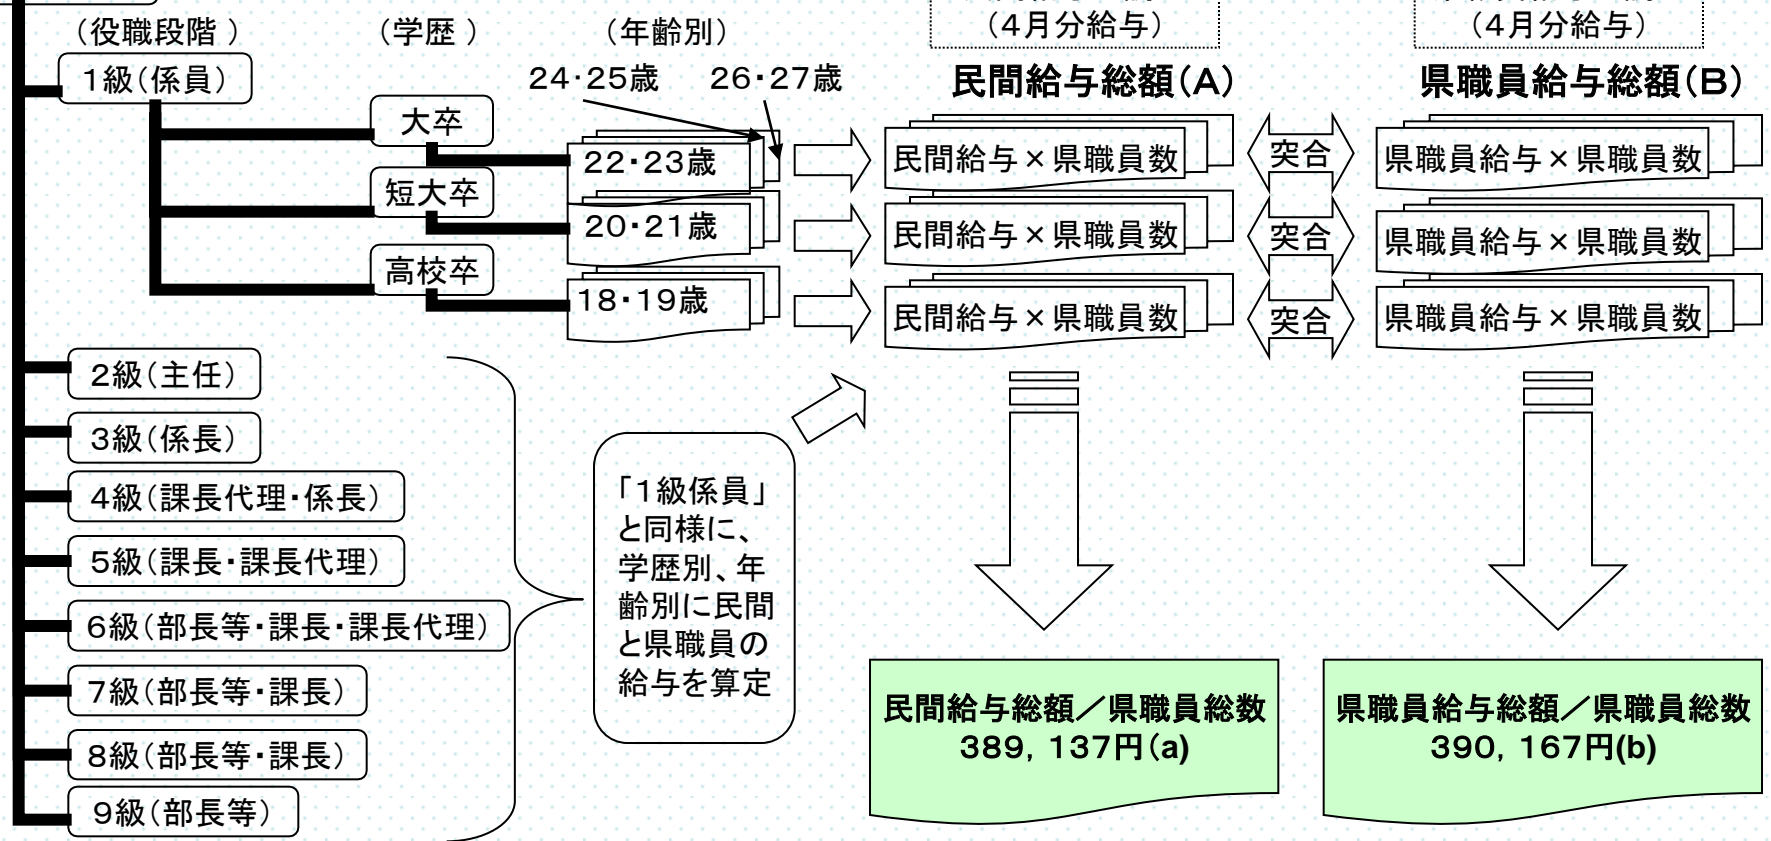 （役職段階）
（学歴）
（年齢別）
（4月分給与）
（4月分給与）
1級（係員）
24・25歳
26・27歳
民間給与総額（A）
県職員給与総額（B）
大卒
22・23歳
民間給与×県職員数
突合
県職員給与×県職員数
短大卒
20・21歳
民間給与×県職員数
突合
県職員給与×県職員数
高校卒
18・19歳
民間給与×県職員数
突合
県職員給与×県職員数
2級（主任）
3級（係長）
4級（課長代理・係長）
5級（課長・課長代理）
6級（部長等・課長・課長代理）
7級（部長等・課長）
8級（部長等・課長）
9級（部長等）
「1級係員」
と同様に、
学歴別、年
齢別に民間
と県職員の
給与を算定
民間給与総額／県職員総数
389，137円（a)
県職員給与総額／県職員総数
390，167円(b)